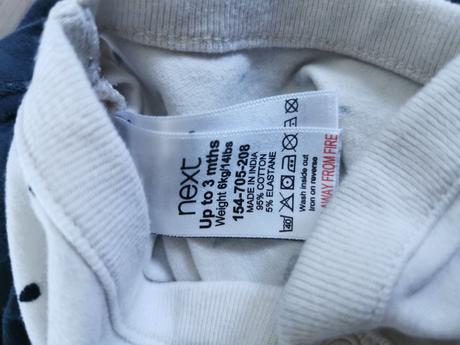 next
Up to 3 mths
Weight 6kg/14lbs
154-705-208
MADE IN INDIA
95% COTTON
5% ELASTANE
40
Wash inside out
Iron on reverse
AWAY FROM FIRE